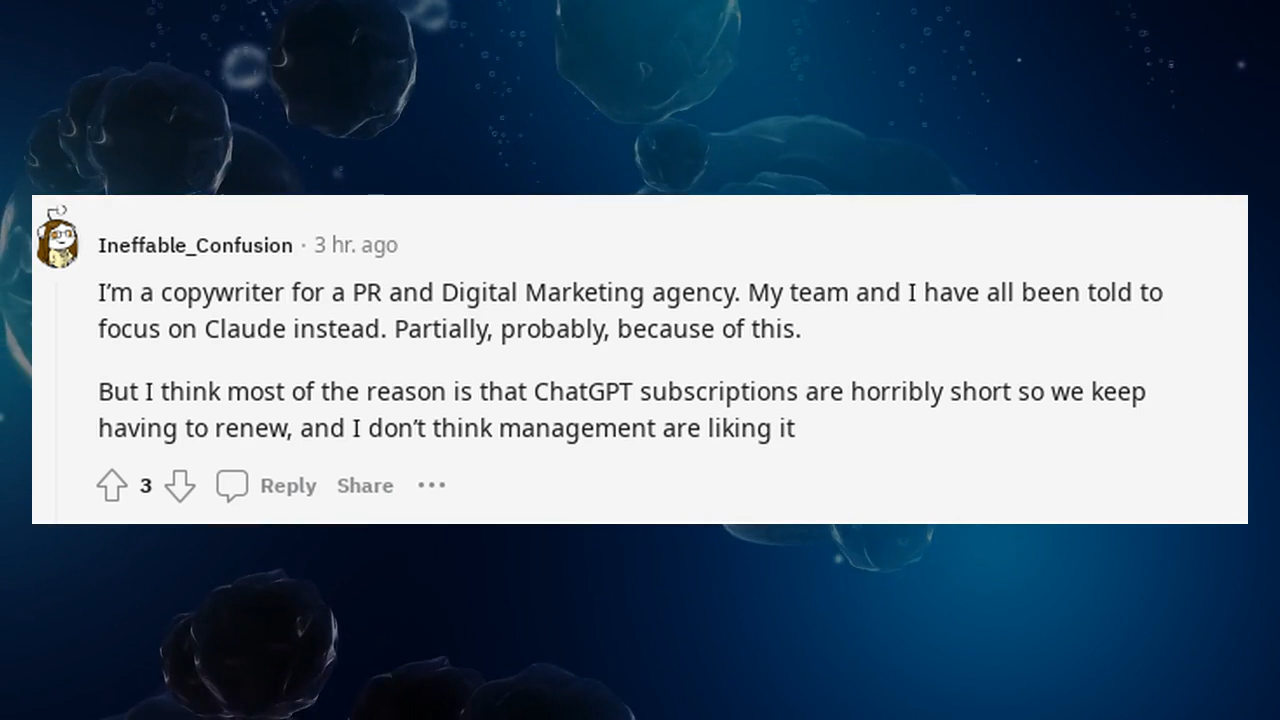 Ineffable_Confusion · 3 hr. ago
I’m a copywriter for a PR and Digital Marketing agency. My team and I have all been told to
focus on Claude instead. Partially, probably, because of this.
But I think most of the reason is that ChatGPT subscriptions are horribly short so we keep
having to renew, and I don’t think management are liking it
3 Reply Share ···